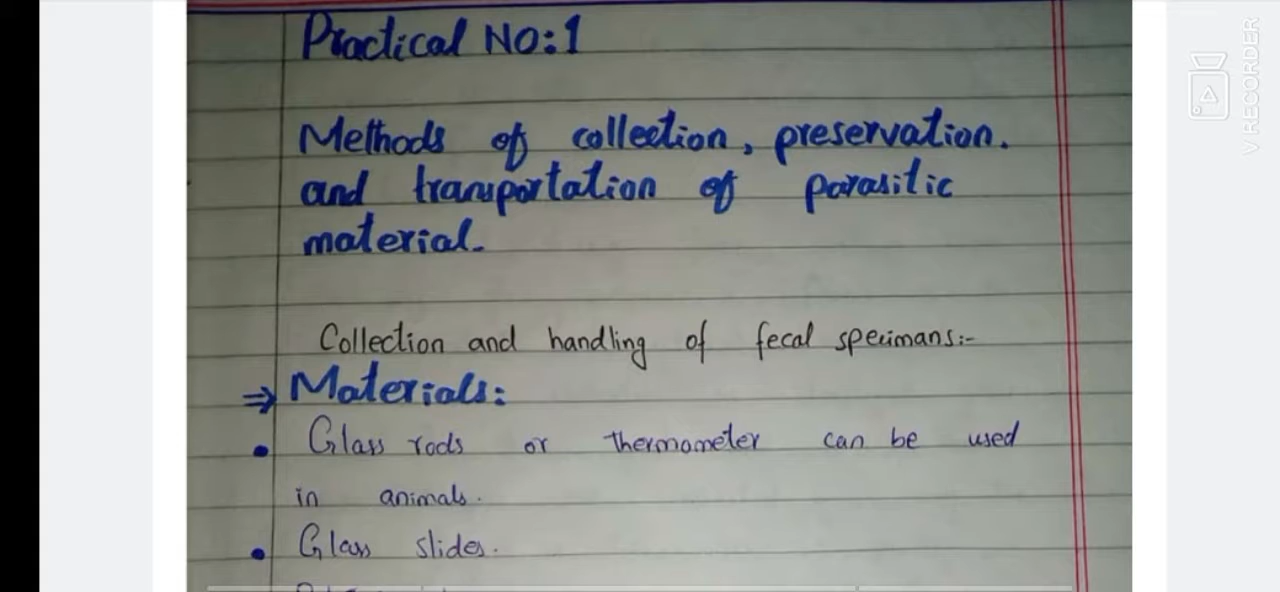 Practical NO:1
Methods of collection, preservation.
and transportation of parasitic
material.
Collection and handling of fecal specimans:-
⇒ Materials:
• Glass rods or thermometer can be used
in animals.
• Glass slides.
V RECORDER